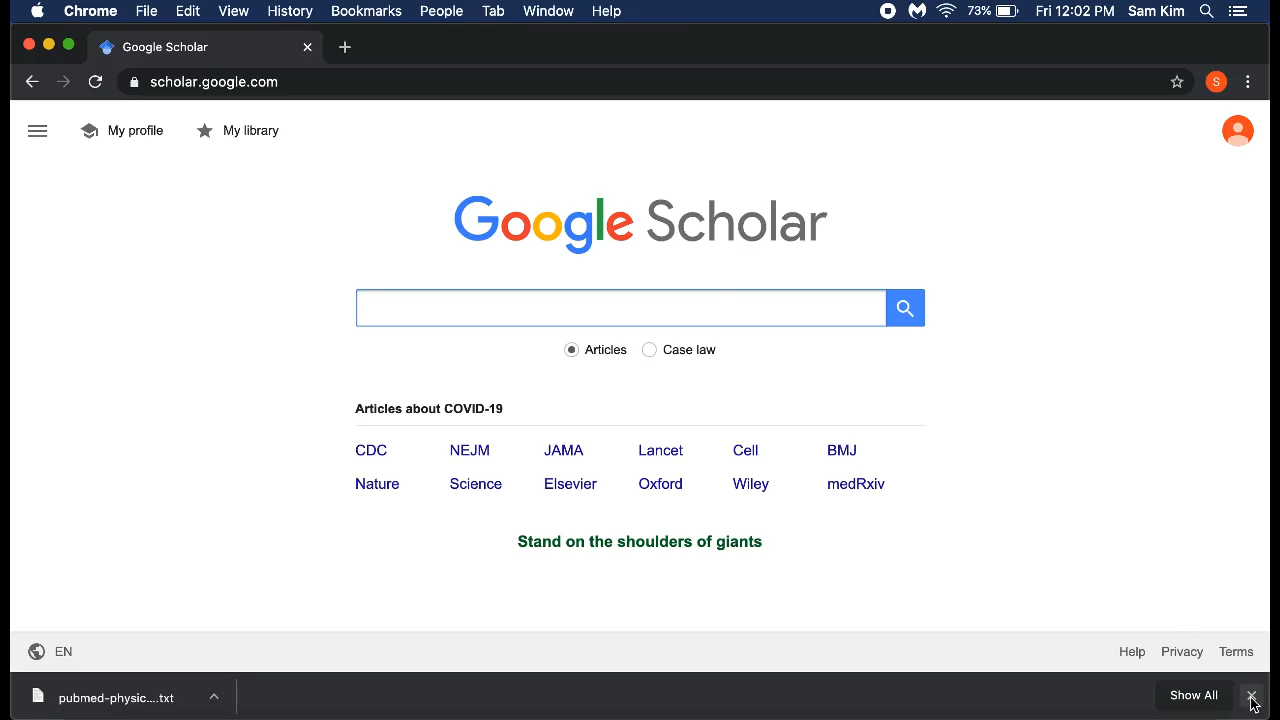 Chrome File Edit View History Bookmarks People Tab Window Help 73% Fri 12:02 PM Sam Kim
Google Scholar
scholar.google.com S
My profile My library
Google Scholar
Articles Case law
Articles about COVID-19
CDC NEJM JAMA Lancet Cell BMJ
Nature Science Elsevier Oxford Wiley medRxiv
Stand on the shoulders of giants
EN Help Privacy Terms
pubmed-physic....txt Show All